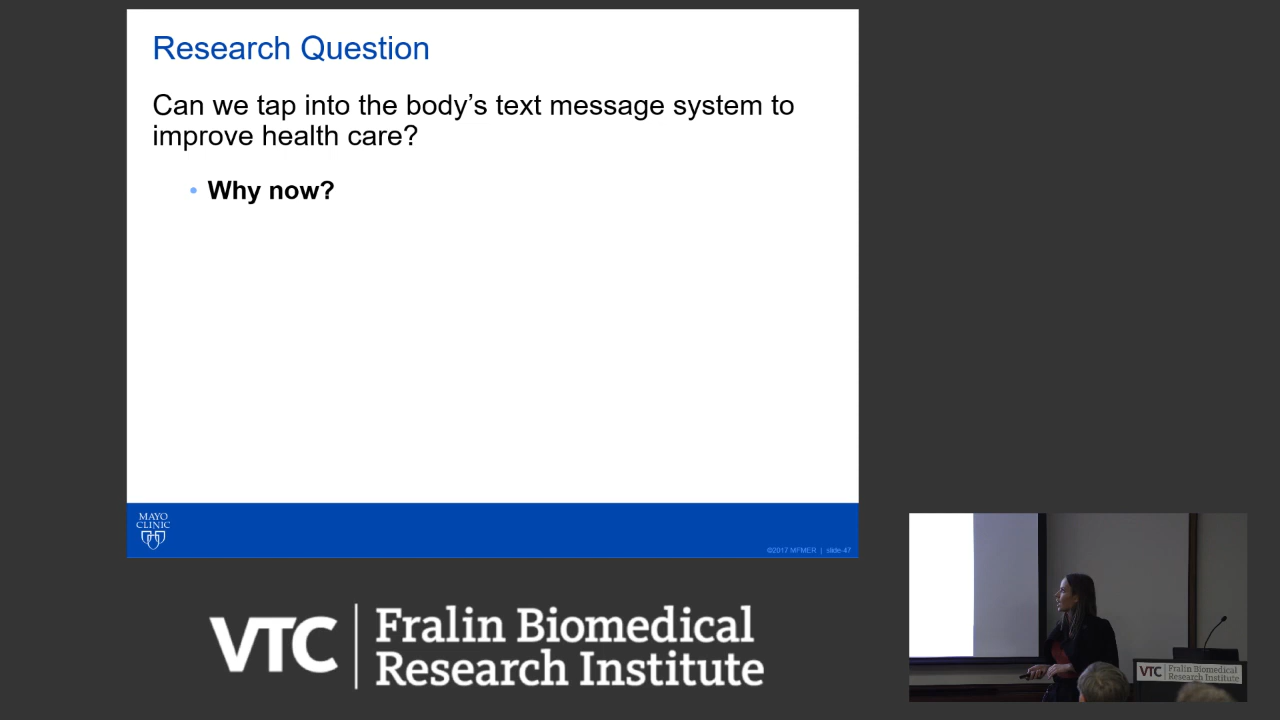 Research Question
Can we tap into the body's text message system to
improve health care?
• Why now?
MAYO
CLINIC
©2017 MFMER | slide-47
VTC Fralin Biomedical
Research Institute
VTC Fralin Biomedical
Research Institute